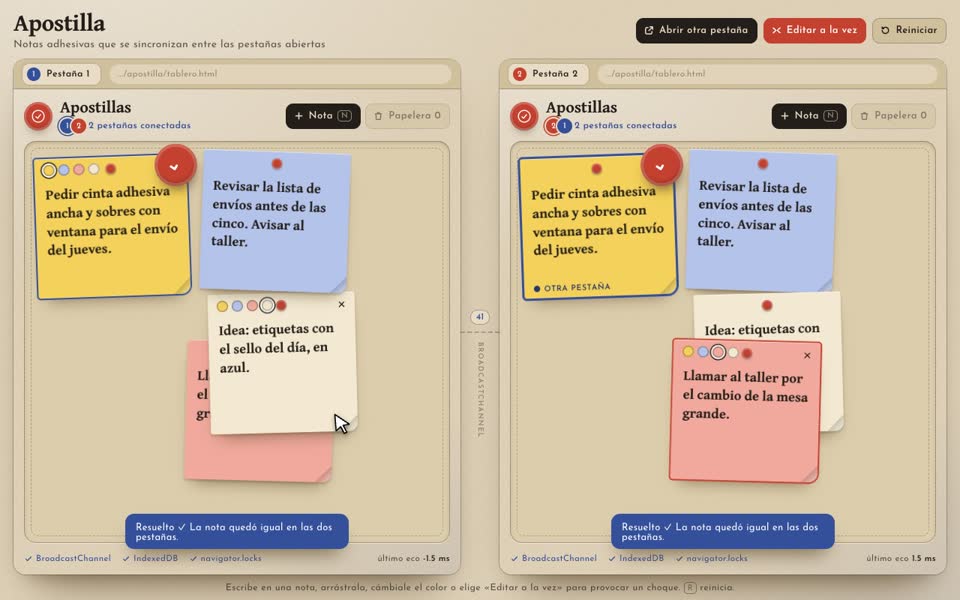 Apostilla
Notas adhesivas que se sincronizan entre las pestañas abiertas
Abrir otra pestaña
Editar a la vez
Reiniciar
1 Pestaña 1
.../apostilla/tablero.html
Apostillas
1 2 2 pestañas conectadas
+ Nota N
Papelera 0
Pedir cinta adhesiva
ancha y sobres con
ventana para el envío
del jueves.
Revisar la lista de
envíos antes de las
cinco. Avisar al
taller.
Idea: etiquetas con
el sello del día, en
azul.
Ll
el
gr
Resuelto ✓ La nota quedó igual en las dos
pestañas.
✓ BroadcastChannel ✓ IndexedDB ✓ navigator.locks
último eco -1.5 ms
41
BROADCASTCHANNEL
2 Pestaña 2
.../apostilla/tablero.html
Apostillas
2 1 2 pestañas conectadas
+ Nota N
Papelera 0
Pedir cinta adhesiva
ancha y sobres con
ventana para el envío
del jueves.
OTRA PESTAÑA
Revisar la lista de
envíos antes de las
cinco. Avisar al
taller.
Idea: etiquetas con
Llamar al taller por
el cambio de la mesa
grande.
Resuelto ✓ La nota quedó igual en las dos
pestañas.
✓ BroadcastChannel ✓ IndexedDB ✓ navigator.locks
último eco 1.5 ms
Escribe en una nota, arrástrala, cámbiale el color o elige «Editar a la vez» para provocar un choque. R reinicia.